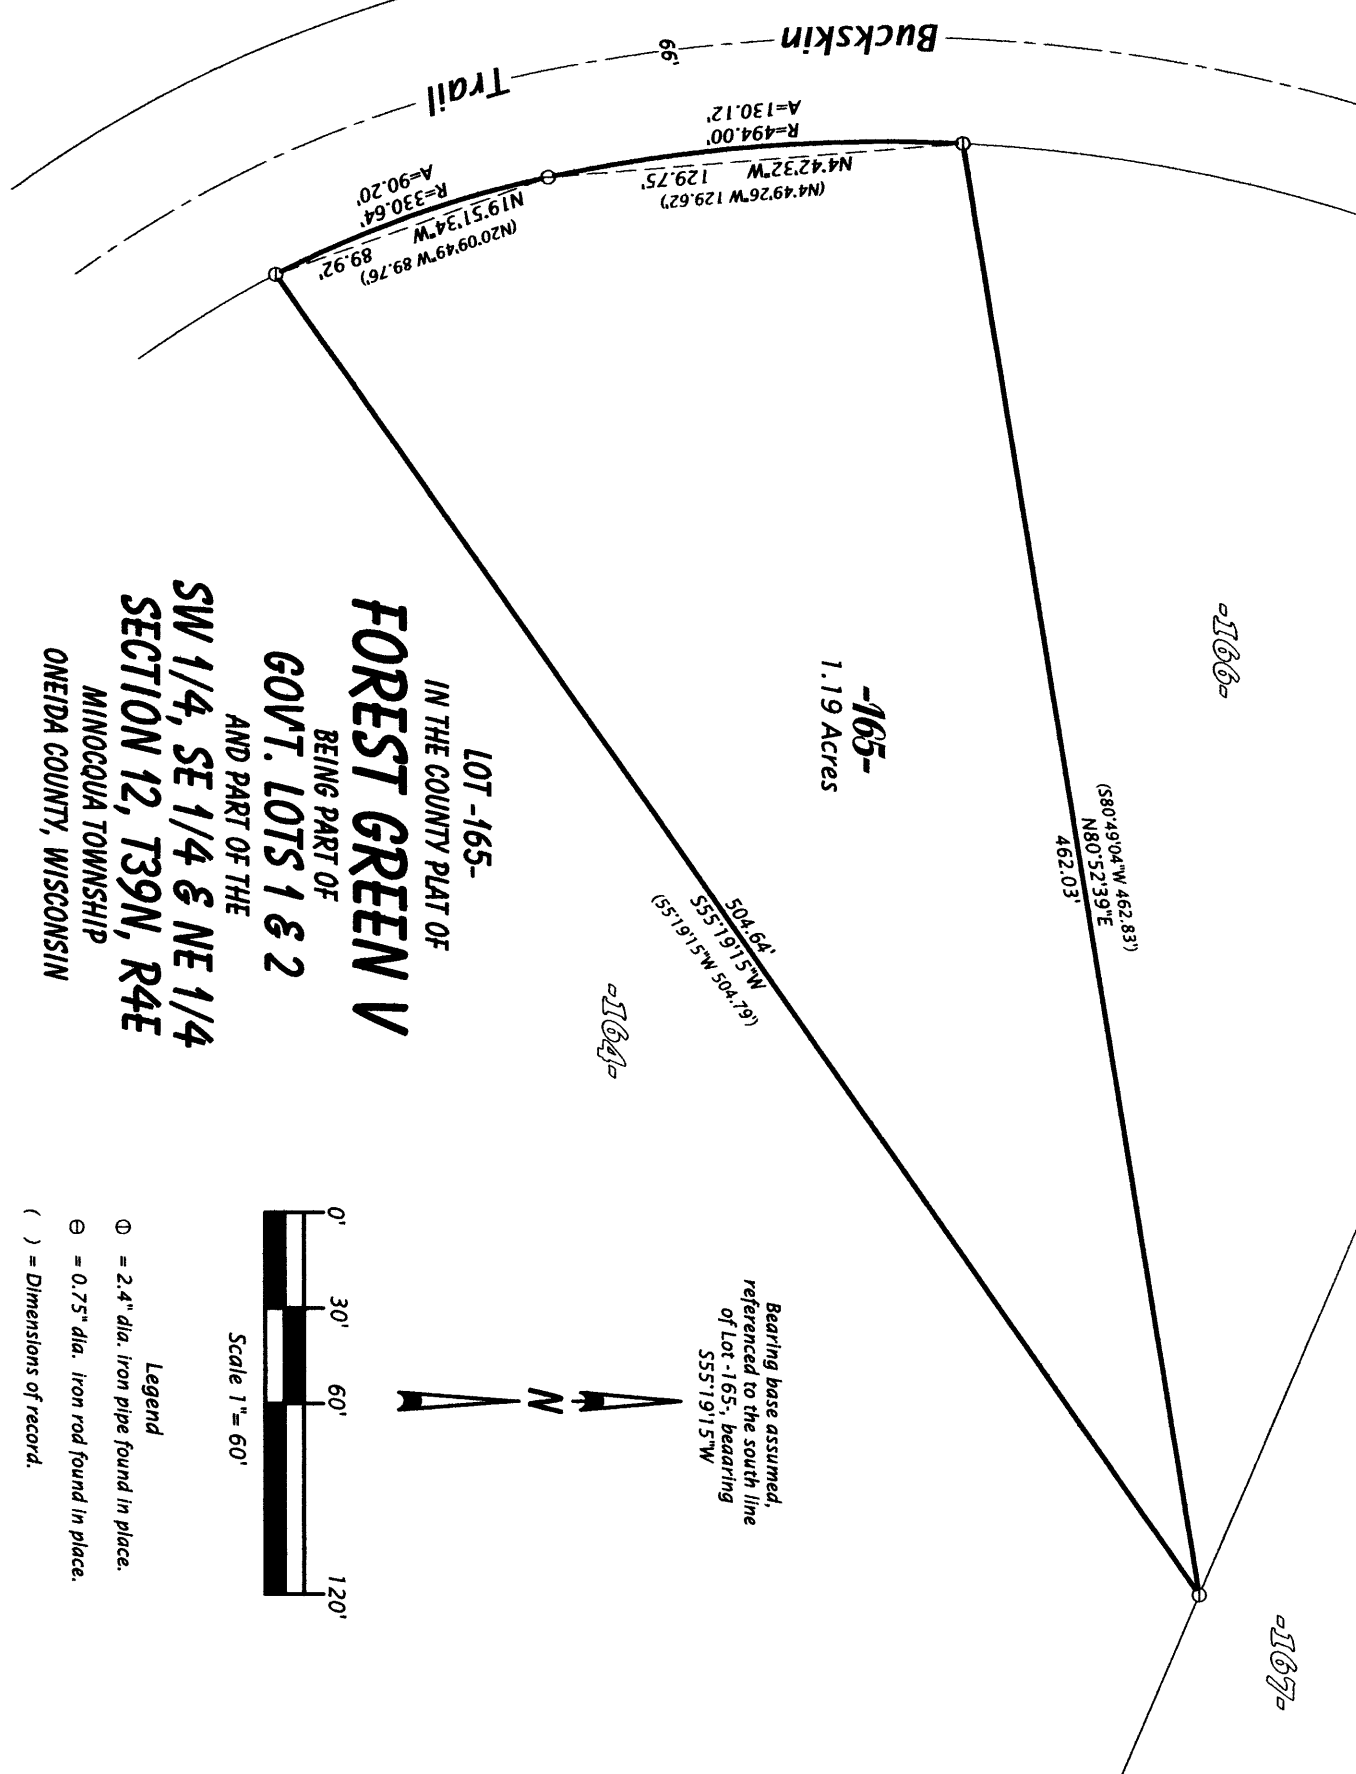 Buckskin
Trail
66'
R=494.00'
A=130.12'
N4°42'32"W 129.75'
(N4°49'26"W 129.62')
R=330.64'
A=90.20'
N19°51'34"W 89.92'
(N20°09'49"W 89.76')
-166-
-165-
1.19 Acres
(S80°49'04"W 462.83')
N80°52'39"E
462.03'
504.64'
S55°19'15"W
(55°19'15"W 504.79')
-164-
-167-
LOT -165-
IN THE COUNTY PLAT OF
FOREST GREEN V
BEING PART OF
GOVT. LOTS 1 & 2
AND PART OF THE
SW 1/4, SE 1/4 & NE 1/4
SECTION 12, T39N, R4E
MINOCQUA TOWNSHIP
ONEIDA COUNTY, WISCONSIN
Bearing base assumed,
referenced to the south line
of Lot -165-, beaaring
S55°19'15"W
N
0' 30' 60' 120'
Scale 1"= 60'
Legend
= 2.4" dia. iron pipe found in place.
= 0.75" dia. iron rod found in place.
( ) = Dimensions of record.